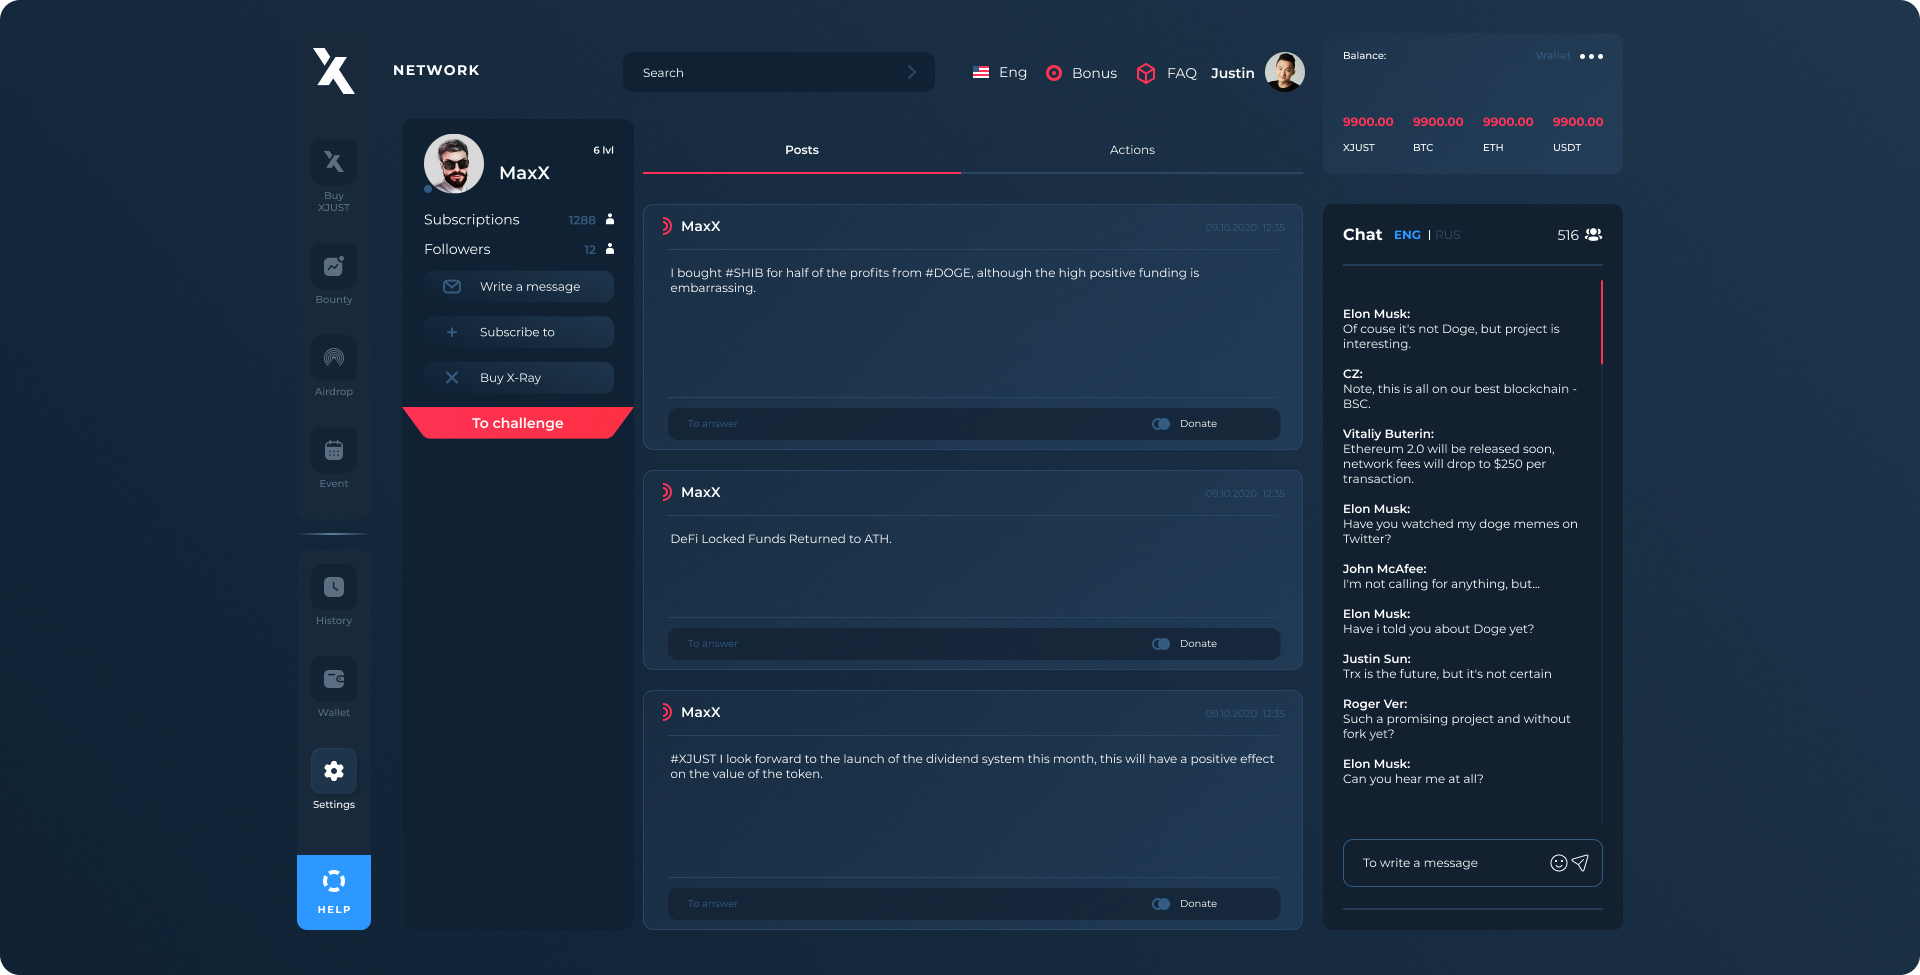 NETWORK
Search
Eng
Bonus
FAQ
Justin
Balance:
Wallet
9900.00 9900.00 9900.00 9900.00
XJUST BTC ETH USDT
Buy
XJUST
Bounty
Airdrop
Event
History
Wallet
Settings
HELP
6 lvl
MaxX
Subscriptions 1288
Followers 12
Write a message
Subscribe to
Buy X-Ray
To challenge
Posts
Actions
MaxX
09.10.2020 12:35
I bought #SHIB for half of the profits from #DOGE, although the high positive funding is
embarrassing.
To answer
Donate
MaxX
09.10.2020 12:35
DeFi Locked Funds Returned to ATH.
To answer
Donate
MaxX
09.10.2020 12:35
#XJUST I look forward to the launch of the dividend system this month, this will have a positive effect
on the value of the token.
To answer
Donate
Chat ENG | RUS 516
Elon Musk:
Of couse it's not Doge, but project is
interesting.
CZ:
Note, this is all on our best blockchain -
BSC.
Vitaliy Buterin:
Ethereum 2.0 will be released soon,
network fees will drop to $250 per
transaction.
Elon Musk:
Have you watched my doge memes on
Twitter?
John McAfee:
I'm not calling for anything, but...
Elon Musk:
Have i told you about Doge yet?
Justin Sun:
Trx is the future, but it's not certain
Roger Ver:
Such a promising project and without
fork yet?
Elon Musk:
Can you hear me at all?
To write a message